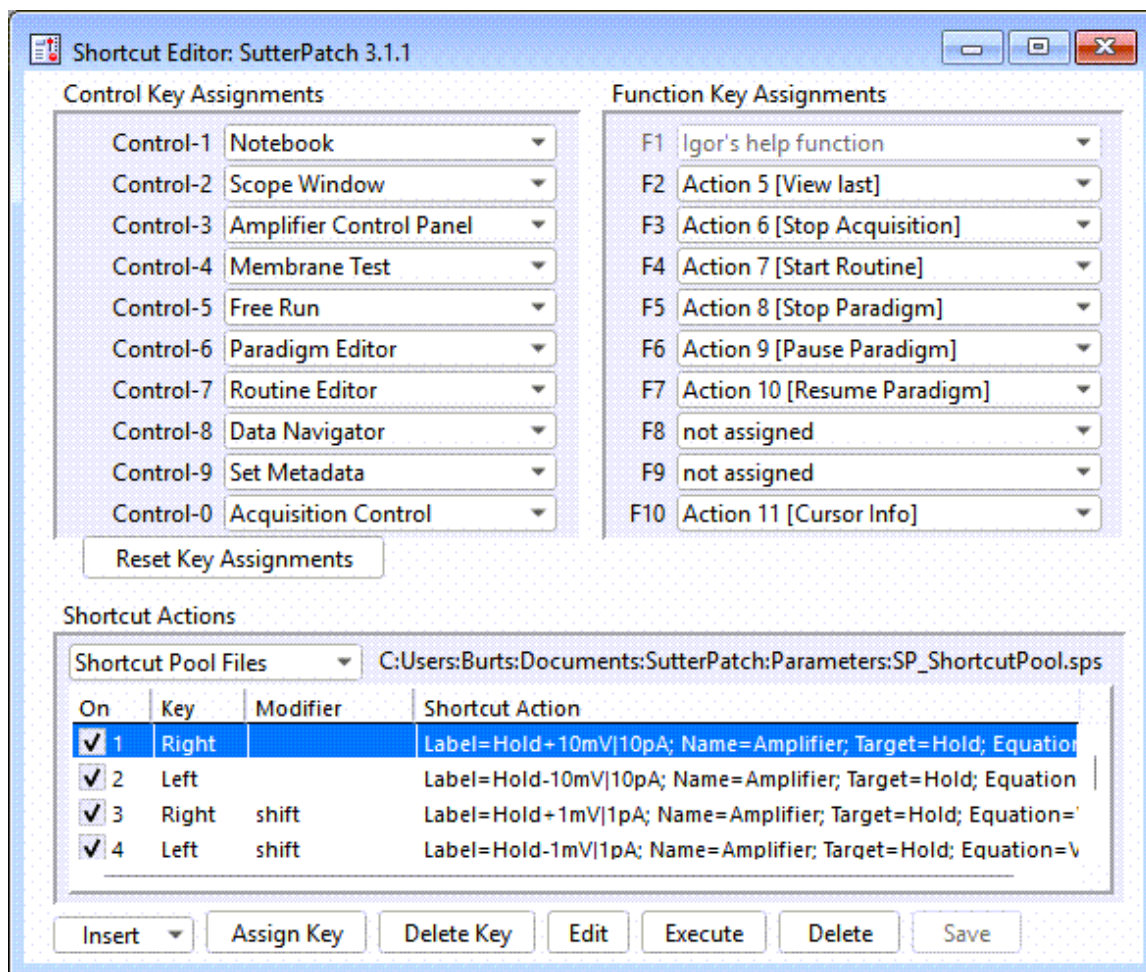 Shortcut Editor: SutterPatch 3.1.1
Control Key Assignments
Control-1 Notebook
Control-2 Scope Window
Control-3 Amplifier Control Panel
Control-4 Membrane Test
Control-5 Free Run
Control-6 Paradigm Editor
Control-7 Routine Editor
Control-8 Data Navigator
Control-9 Set Metadata
Control-0 Acquisition Control
Reset Key Assignments
Function Key Assignments
F1 Igor's help function
F2 Action 5 [View last]
F3 Action 6 [Stop Acquisition]
F4 Action 7 [Start Routine]
F5 Action 8 [Stop Paradigm]
F6 Action 9 [Pause Paradigm]
F7 Action 10 [Resume Paradigm]
F8 not assigned
F9 not assigned
F10 Action 11 [Cursor Info]
Shortcut Actions
Shortcut Pool Files C:Users:Burts:Documents:SutterPatch:Parameters:SP_ShortcutPool.sps
On Key Modifier Shortcut Action
1 Right Label=Hold+10mV|10pA; Name=Amplifier; Target=Hold; Equation
2 Left Label=Hold-10mV|10pA; Name=Amplifier; Target=Hold; Equation
3 Right shift Label=Hold+1mV|1pA; Name=Amplifier; Target=Hold; Equation=
4 Left shift Label=Hold-1mV|1pA; Name=Amplifier; Target=Hold; Equation=V
Insert Assign Key Delete Key Edit Execute Delete Save